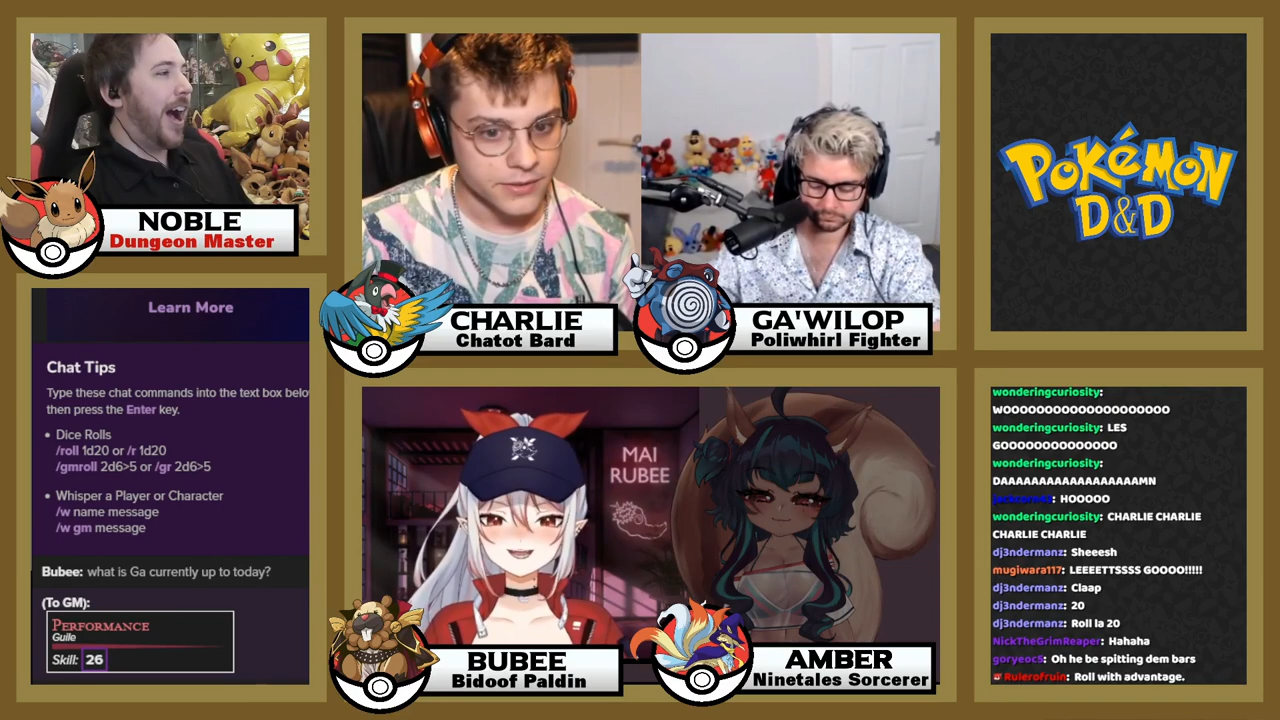 NOBLE
Dungeon Master
Learn More
Chat Tips
Type these chat commands into the text box belo
then press the Enter key.
• Dice Rolls
/roll 1d20 or /r 1d20
/gmroll 2d6>5 or /gr 2d6>5
• Whisper a Player or Character
/w name message
/w gm message
Bubee: what is Ga currently up to today?
(To GM):
PERFORMANCE
Guile
Skill: 26
CHARLIE
Chatot Bard
GA'WILOP
Poliwhirl Fighter
MAI
RUBEE
BUBEE
Bidoof Paldin
AMBER
Ninetales Sorcerer
POKéMON
D&D
wonderingcuriosity:
WOOOOOOOOOOOOOOOOOOOO
wonderingcuriosity: LES
GOOOOOOOOOOOOOO
wonderingcuriosity:
DAAAAAAAAAAAAAAAAAAMN
: HOOOOO
wonderingcuriosity: CHARLIE CHARLIE
CHARLIE CHARLIE
dj3ndermanz: Sheeesh
mugiwara117: LEEEETTSSSS GOOOO!!!!!
dj3ndermanz: Claap
dj3ndermanz: 20
dj3ndermanz: Roll la 20
NickTheGrimReaper: Hahaha
goryeoc5: Oh he be spitting dem bars
Rulerofruin: Roll with advantage.